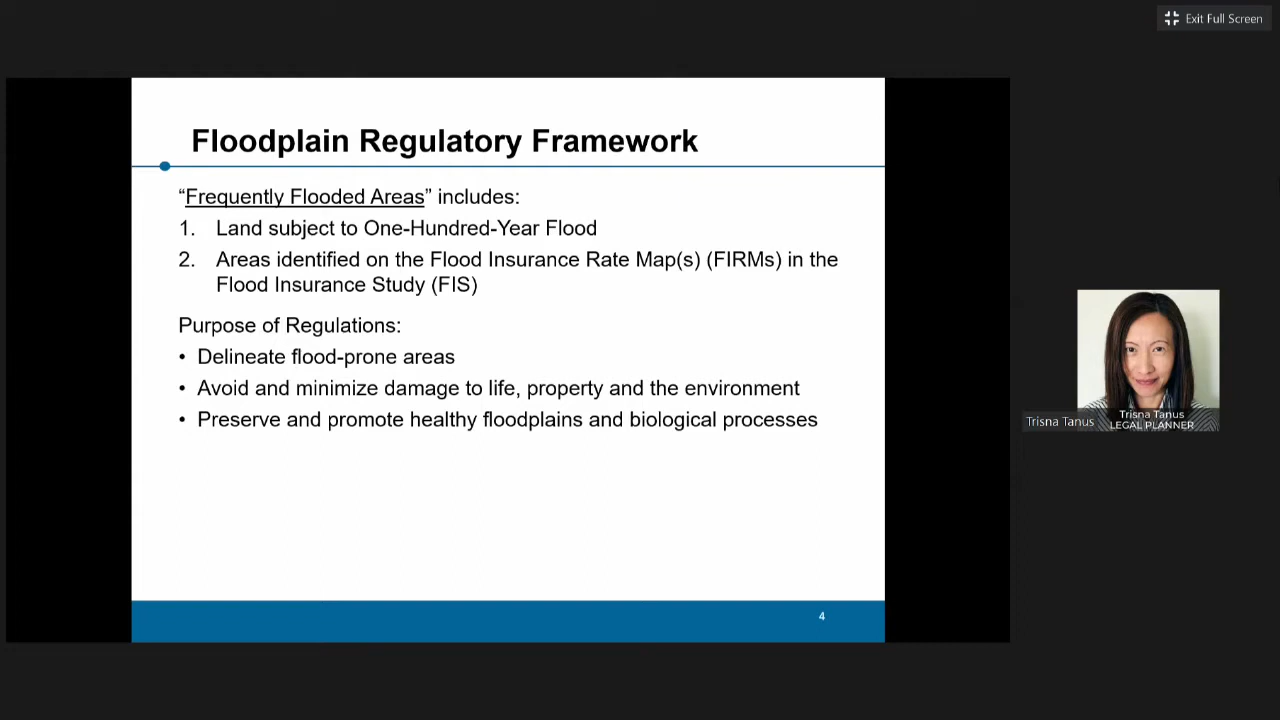 Exit Full Screen
Floodplain Regulatory Framework
“Frequently Flooded Areas” includes:
1. Land subject to One-Hundred-Year Flood
2. Areas identified on the Flood Insurance Rate Map(s) (FIRMs) in the
Flood Insurance Study (FIS)
Purpose of Regulations:
• Delineate flood-prone areas
• Avoid and minimize damage to life, property and the environment
• Preserve and promote healthy floodplains and biological processes
4
Trisna Tanus
LEGAL PLANNER
Trisna Tanus